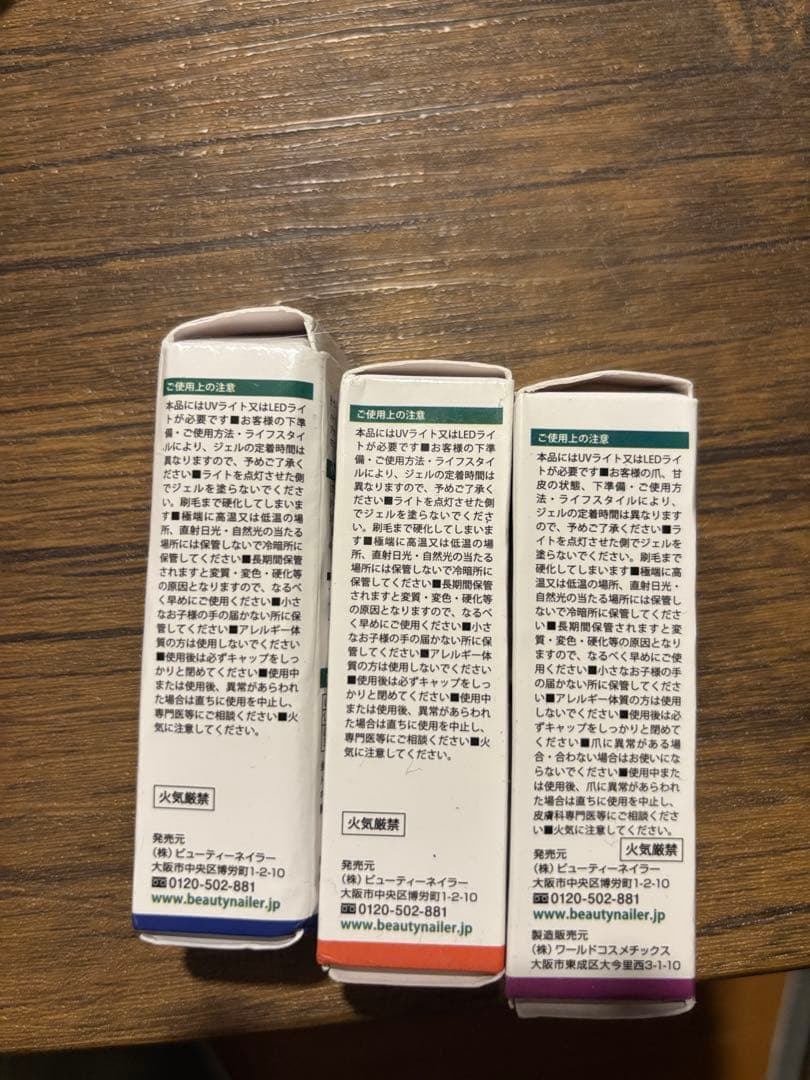 ご使用上の注意
本品にはUVライト又はLEDライ
トが必要です■お客様の下準
備・ご使用方法・ライフスタイ
ルにより、ジェルの定着時間は
異なりますので、予めご了承く
ださい■ライトを点灯させた側
でジェルを塗らないでくださ
い。刷毛まで硬化してしまいま
す■極端に高温又は低温の場
所、直射日光・自然光の当たる
場所には保管しないで冷暗所に
保管してください■長期間保管
されますと変質・変色・硬化等
の原因となりますので、なるべ
く早めにご使用ください■小さ
なお子様の手の届かない所に保
管してください■アレルギー体
質の方は使用しないでください
■使用後は必ずキャップをしっ
かりと閉めてください■使用中
または使用後、異常があらわれ
た場合は直ちに使用を中止し、
専門医等にご相談ください■火
気に注意してください。
火気厳禁
発売元
(株) ビューティーネイラー
大阪市中央区博労町1-2-10
0120-502-881
www.beautynailer.jp
ご使用上の注意
本品にはUVライト又はLEDライ
トが必要です■お客様の下準
備・ご使用方法・ライフスタイ
ルにより、ジェルの定着時間は
異なりますので、予めご了承く
ださい■ライトを点灯させた側
でジェルを塗らないでくださ
い。刷毛まで硬化してしまいま
す■極端に高温又は低温の場
所、直射日光・自然光の当たる
場所には保管しないで冷暗所に
保管してください■長期間保管
されますと変質・変色・硬化等
の原因となりますので、なるべ
く早めにご使用ください■小さ
なお子様の手の届かない所に保
管してください■アレルギー体
質の方は使用しないでください
■使用後は必ずキャップをしっ
かりと閉めてください■使用中
または使用後、異常があらわれ
た場合は直ちに使用を中止し、
専門医等にご相談ください■火
気に注意してください。
火気厳禁
発売元
(株) ビューティーネイラー
大阪市中央区博労町1-2-10
0120-502-881
www.beautynailer.jp
ご使用上の注意
本品にはUVライト又はLEDライ
トが必要です■お客様の爪、甘
皮の状態、下準備・ご使用方
法・ライフスタイルにより、
ジェルの定着時間は異なります
ので、予めご了承ください■ラ
イトを点灯させた側でジェルを
塗らないでください。刷毛まで
硬化してしまいます■極端に高
温又は低温の場所、直射日光・
自然光の当たる場所には保管し
ないで冷暗所に保管してくださ
い■長期間保管されますと変
質・変色・硬化等の原因となり
ますので、なるべく早めにご使
用ください■小さなお子様の手
の届かない所に保管してくださ
い■アレルギー体質の方は使用
しないでください■使用後は必
ずキャップをしっかりと閉めて
ください■爪に異常がある場
合・合わない場合はお使いにな
らないでください■使用中また
は使用後、爪に異常があらわれ
た場合は直ちに使用を中止し、
皮膚科専門医等にご相談くださ
い■火気に注意してください。
火気厳禁
発売元
(株) ビューティーネイラー
大阪市中央区博労町1-2-10
0120-502-881
www.beautynailer.jp
製造販売元
(株) ワールドコスメチックス
大阪市東成区大今里西3-1-10